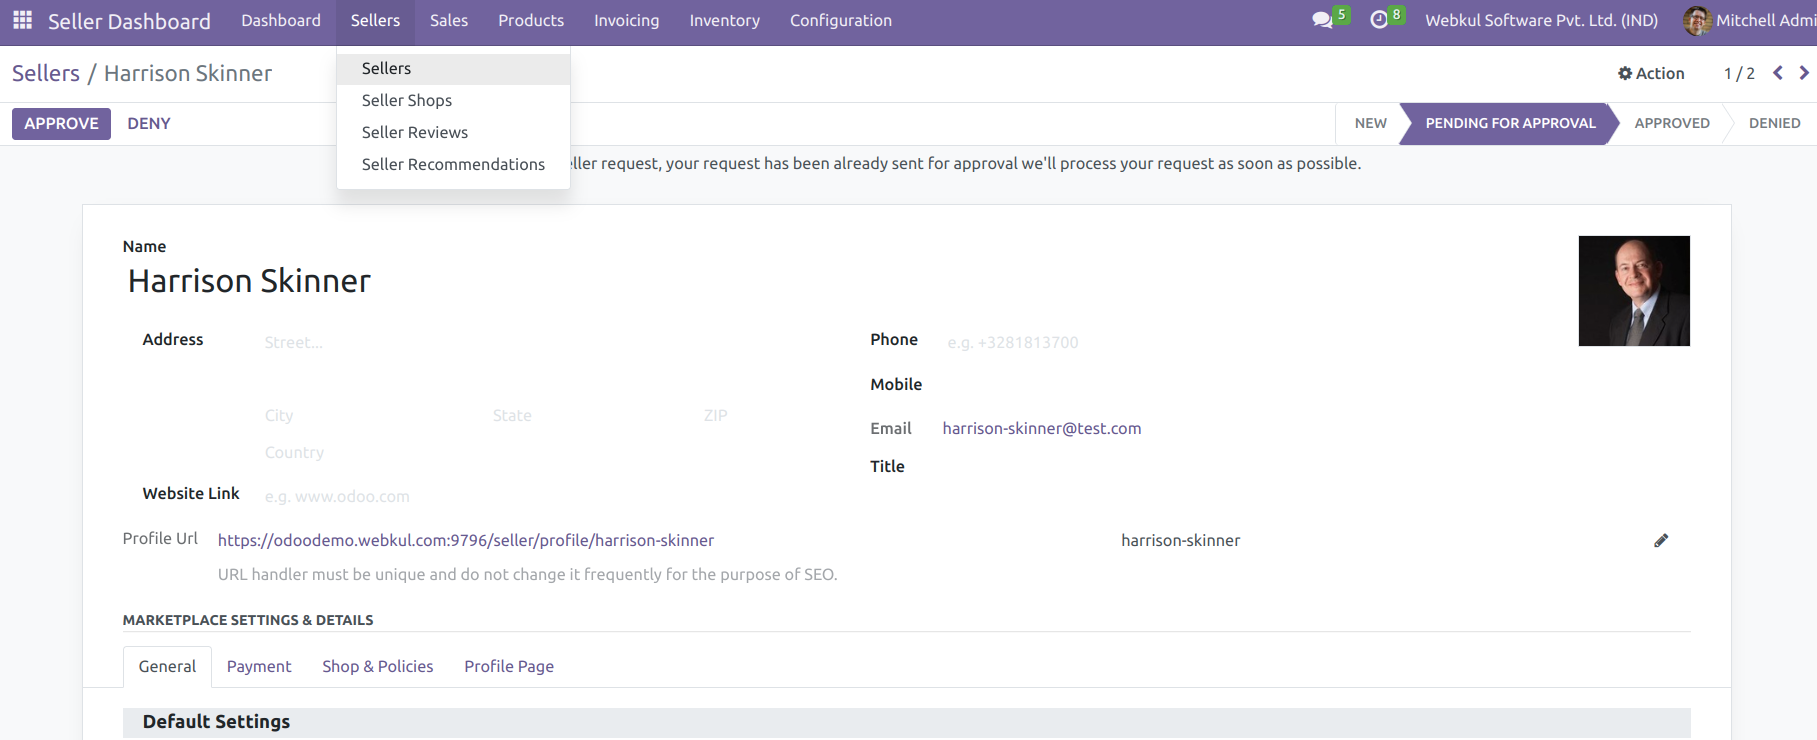 Seller Dashboard Dashboard Sellers Sales Products Invoicing Inventory Configuration 5 8 Webkul Software Pvt. Ltd. (IND) Mitchell Admi
Sellers / Harrison Skinner
Action 1 / 2
Sellers
Seller Shops
Seller Reviews
Seller Recommendations
APPROVE DENY
NEW PENDING FOR APPROVAL APPROVED DENIED
eller request, your request has been already sent for approval we'll process your request as soon as possible.
Name
Harrison Skinner
Address Street...
City State ZIP
Country
Website Link e.g. www.odoo.com
Phone e.g. +3281813700
Mobile
Email harrison-skinner@test.com
Title
Profile Url https://odoodemo.webkul.com:9796/seller/profile/harrison-skinner harrison-skinner
URL handler must be unique and do not change it frequently for the purpose of SEO.
MARKETPLACE SETTINGS & DETAILS
General Payment Shop & Policies Profile Page
Default Settings